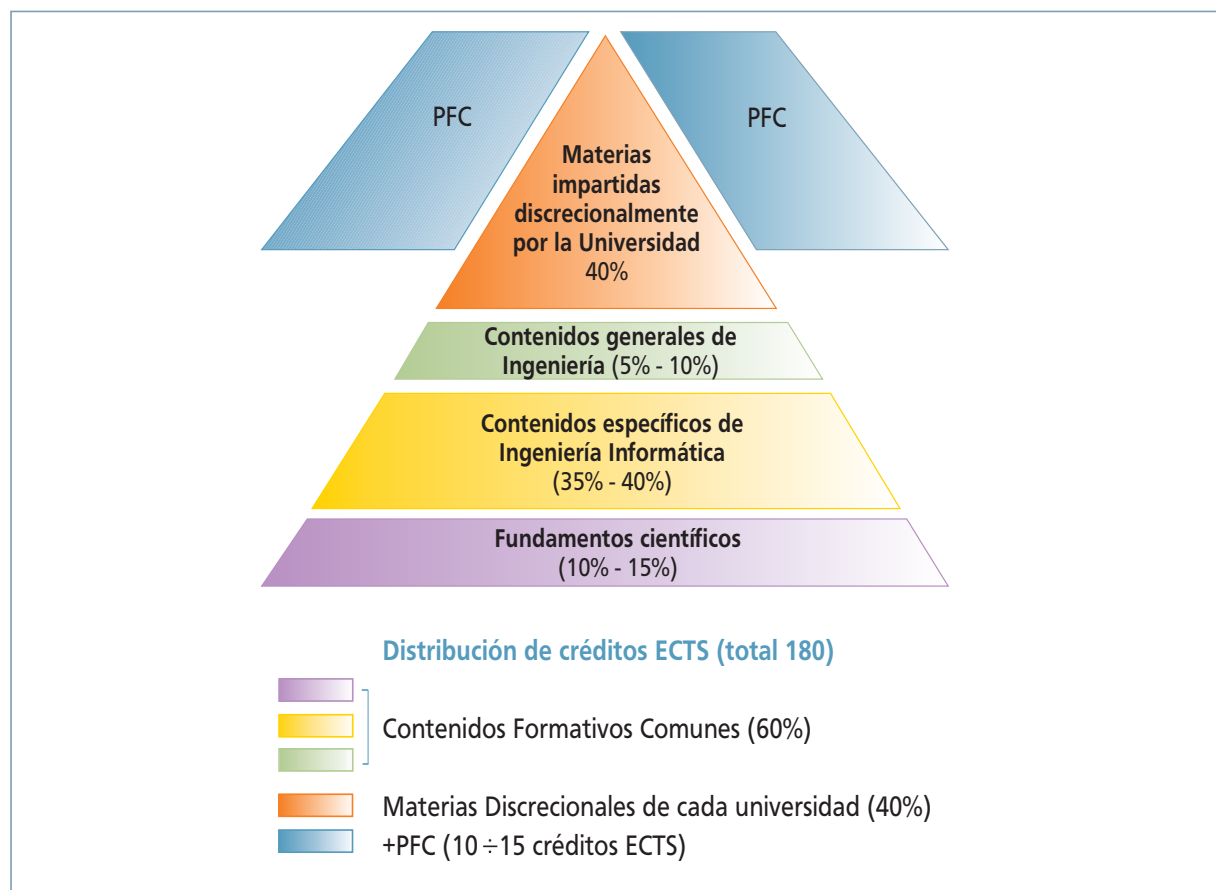 PFC
PFC
Materias
impartidas
discrecionalmente
por la Universidad
40%
Contenidos generales de
Ingeniería (5% - 10%)
Contenidos específicos de
Ingeniería Informática
(35% - 40%)
Fundamentos científicos
(10% - 15%)
Distribución de créditos ECTS (total 180)
Contenidos Formativos Comunes (60%)
Materias Discrecionales de cada universidad (40%)
+PFC (10÷15 créditos ECTS)